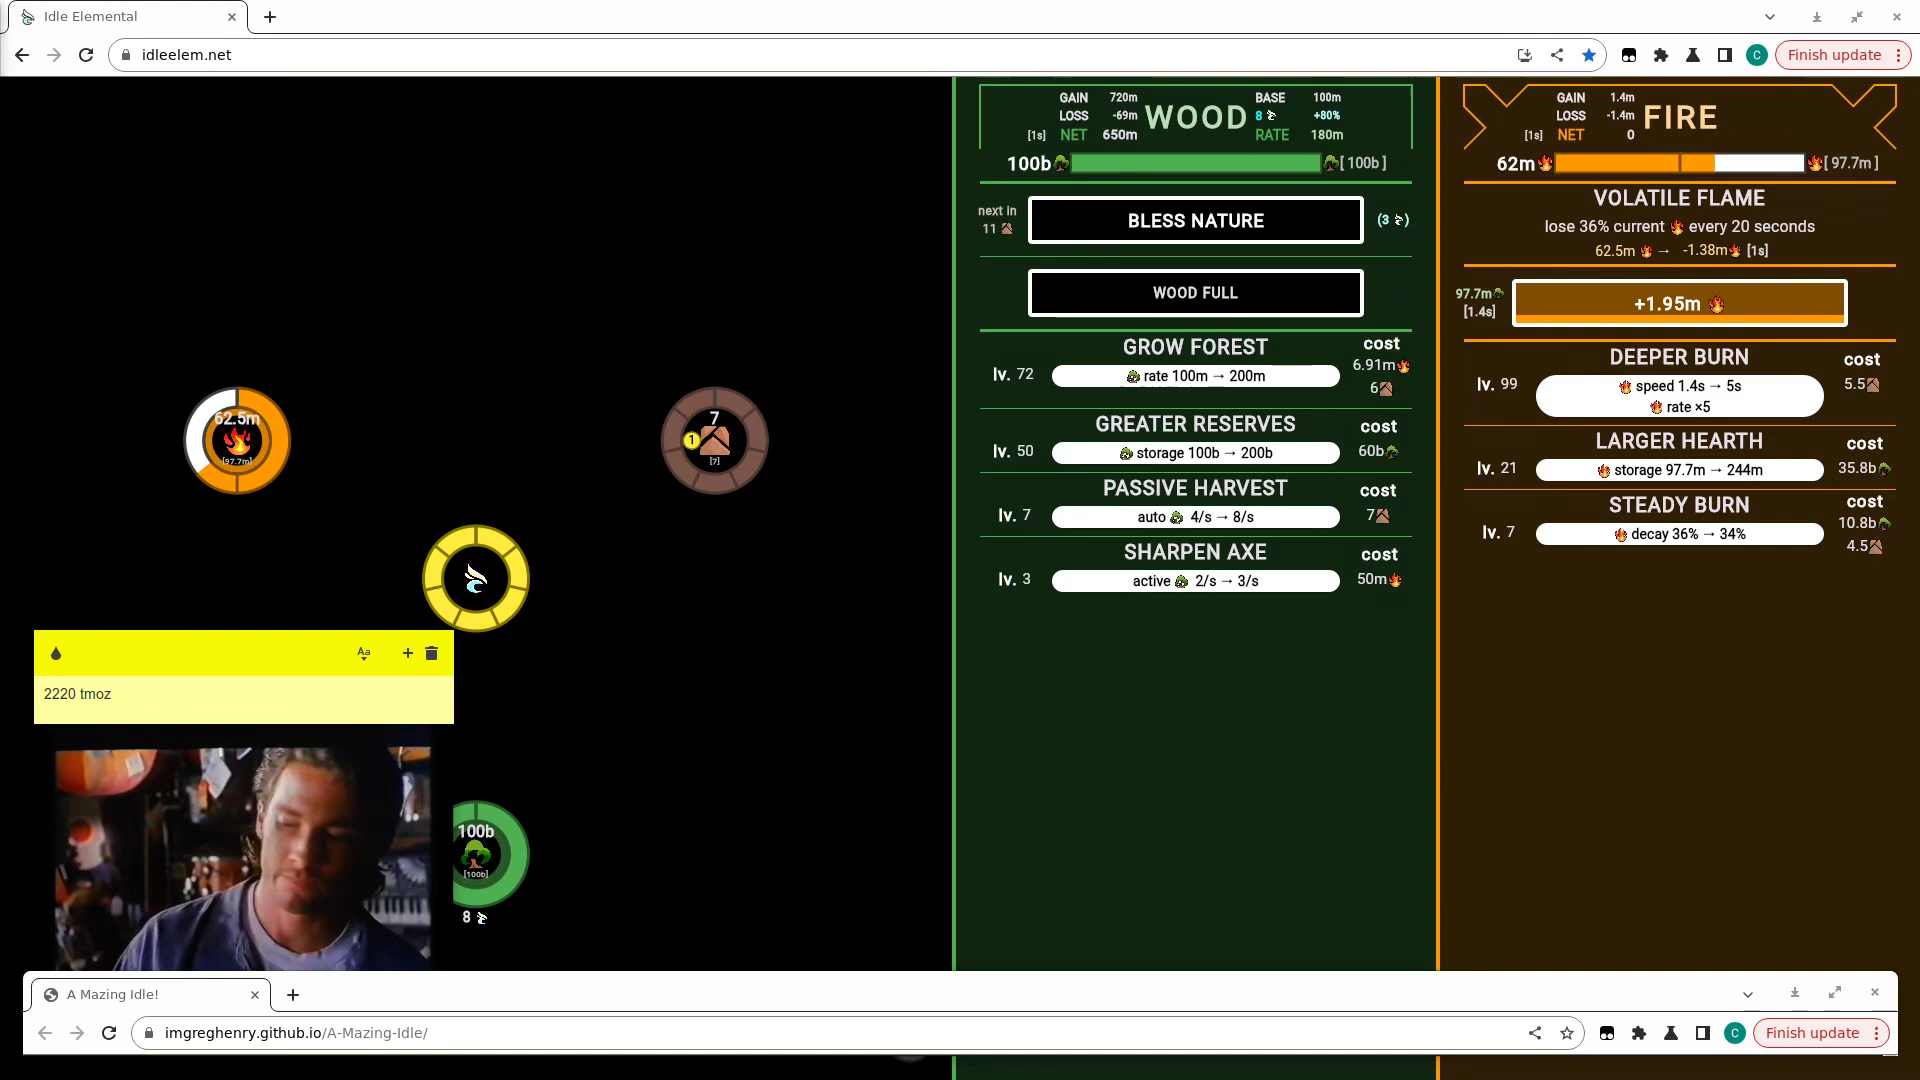 Idle Elemental
idleelem.net
C
Finish update
GAIN 720m
LOSS -69m
[1s] NET 650m
WOOD
BASE 100m
8 +80%
RATE 180m
100b [ 100b ]
next in
11
BLESS NATURE
(3 )
WOOD FULL
GROW FOREST
lv. 72
rate 100m → 200m
cost
6.91m
6
GREATER RESERVES
lv. 50
storage 100b → 200b
cost
60b
PASSIVE HARVEST
lv. 7
auto 4/s → 8/s
cost
7
SHARPEN AXE
lv. 3
active 2/s → 3/s
cost
50m
GAIN 1.4m
LOSS -1.4m
[1s] NET 0
FIRE
62m [ 97.7m ]
VOLATILE FLAME
lose 36% current every 20 seconds
62.5m → -1.38m [1s]
97.7m
[1.4s]
+1.95m
DEEPER BURN
lv. 99
speed 1.4s → 5s
rate ×5
cost
5.5
LARGER HEARTH
lv. 21
storage 97.7m → 244m
cost
35.8b
STEADY BURN
lv. 7
decay 36% → 34%
cost
10.8b
4.5
62.5m
[97.7m]
7
1
[7]
Aa
2220 tmoz
100b
[100b]
8
A Mazing Idle!
imgreghenry.github.io/A-Mazing-Idle/
C
Finish update